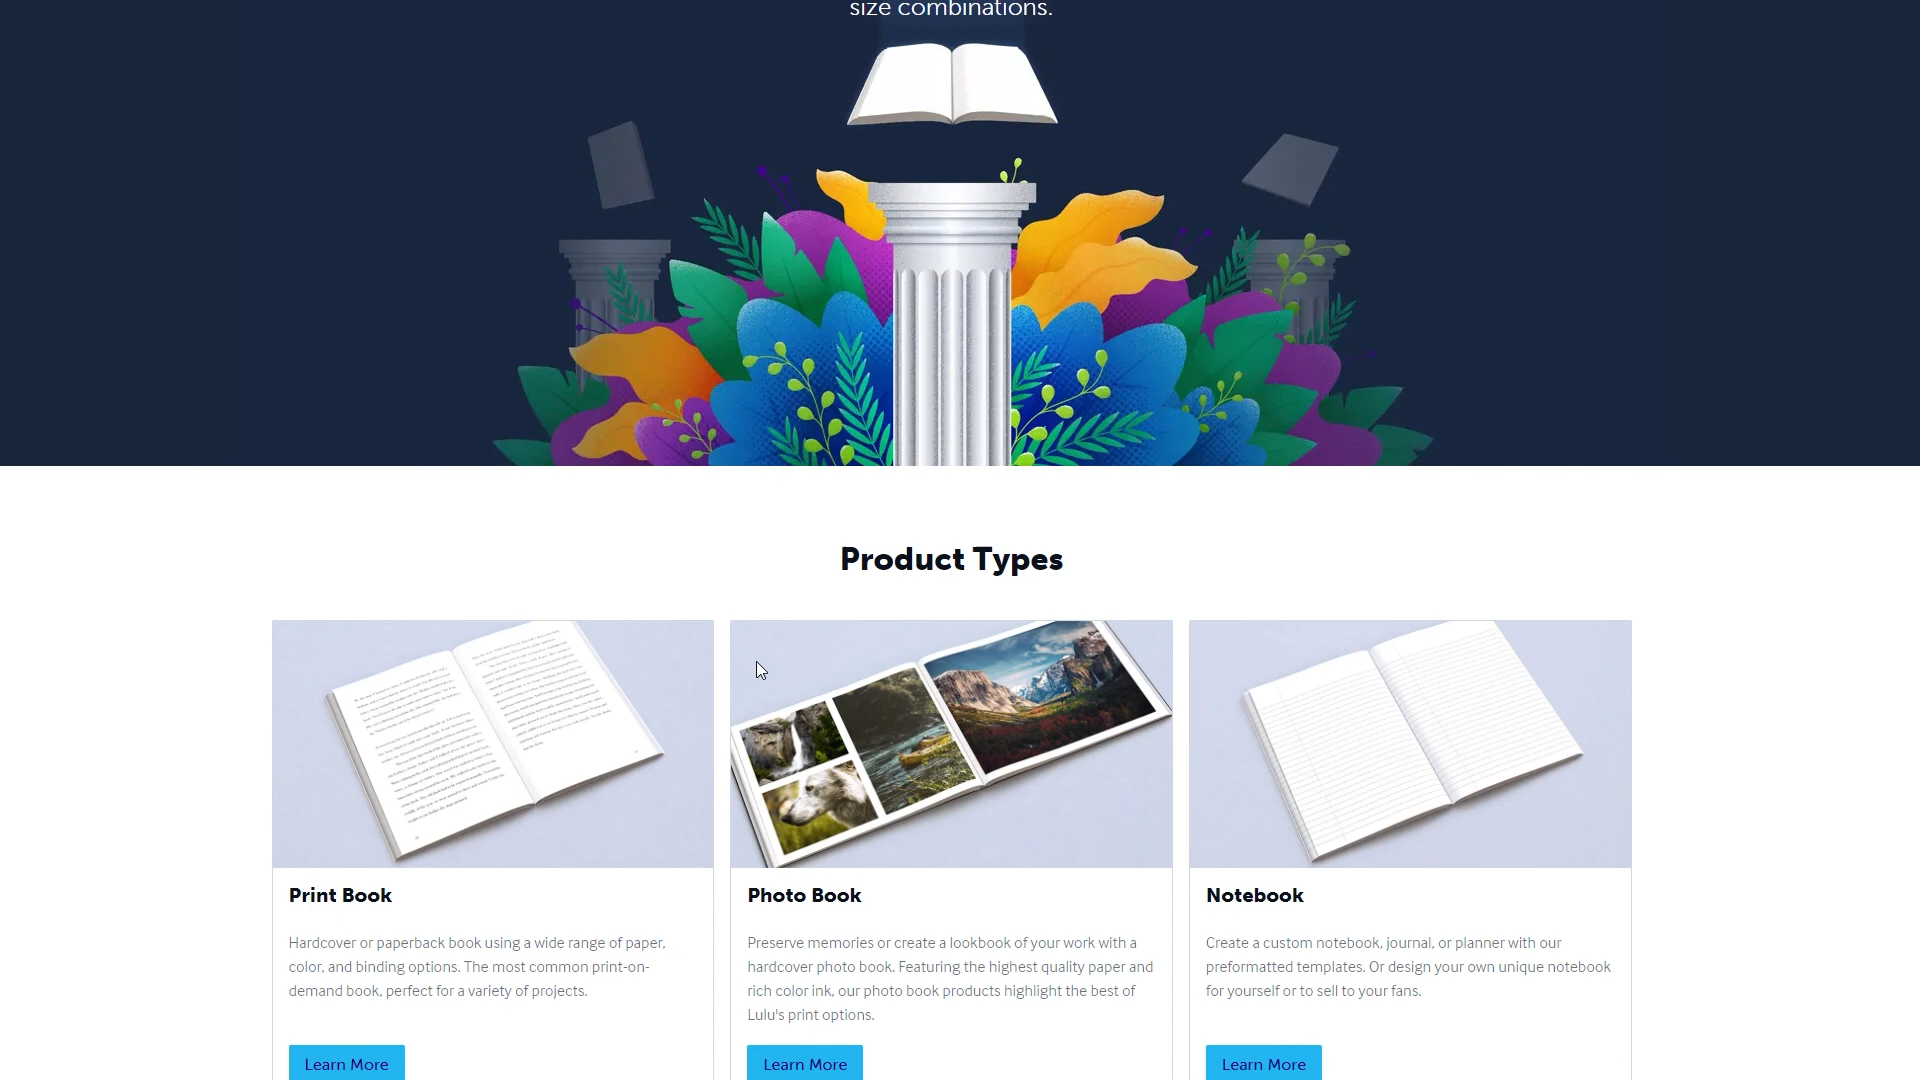 size combinations.
Product Types
Print Book
Hardcover or paperback book using a wide range of paper,
color, and binding options. The most common print-on-
demand book, perfect for a variety of projects.
Learn More
Photo Book
Preserve memories or create a lookbook of your work with a
hardcover photo book. Featuring the highest quality paper and
rich color ink, our photo book products highlight the best of
Lulu's print options.
Learn More
Notebook
Create a custom notebook, journal, or planner with our
preformatted templates. Or design your own unique notebook
for yourself or to sell to your fans.
Learn More